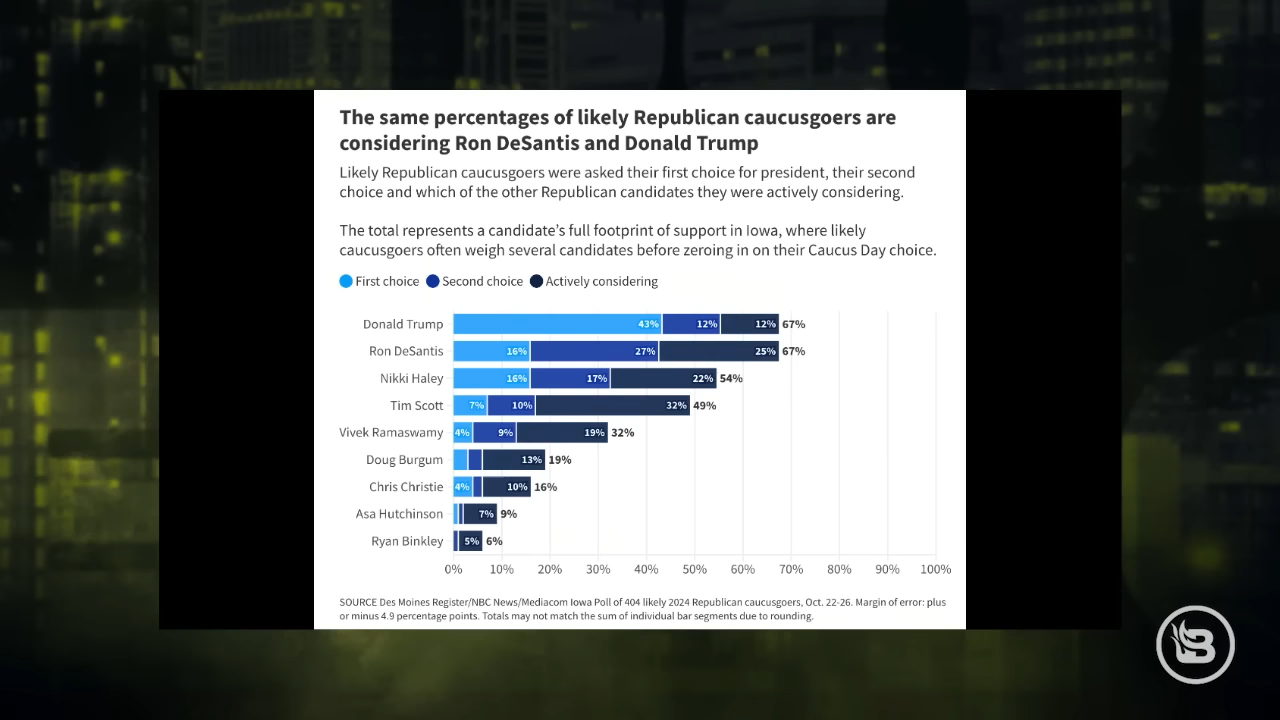 The same percentages of likely Republican caucusgoers are
considering Ron DeSantis and Donald Trump
Likely Republican caucusgoers were asked their first choice for president, their second
choice and which of the other Republican candidates they were actively considering.
The total represents a candidate's full footprint of support in Iowa, where likely
caucusgoers often weigh several candidates before zeroing in on their Caucus Day choice.
First choice Second choice Actively considering
Donald Trump 43% 12% 12% 67%
Ron DeSantis 16% 27% 25% 67%
Nikki Haley 16% 17% 22% 54%
Tim Scott 7% 10% 32% 49%
Vivek Ramaswamy 4% 9% 19% 32%
Doug Burgum 13% 19%
Chris Christie 4% 10% 16%
Asa Hutchinson 7% 9%
Ryan Binkley 5% 6%
0% 10% 20% 30% 40% 50% 60% 70% 80% 90% 100%
SOURCE Des Moines Register/NBC News/Mediacom Iowa Poll of 404 likely 2024 Republican caucusgoers, Oct. 22-26. Margin of error: plus
or minus 4.9 percentage points. Totals may not match the sum of individual bar segments due to rounding.
B